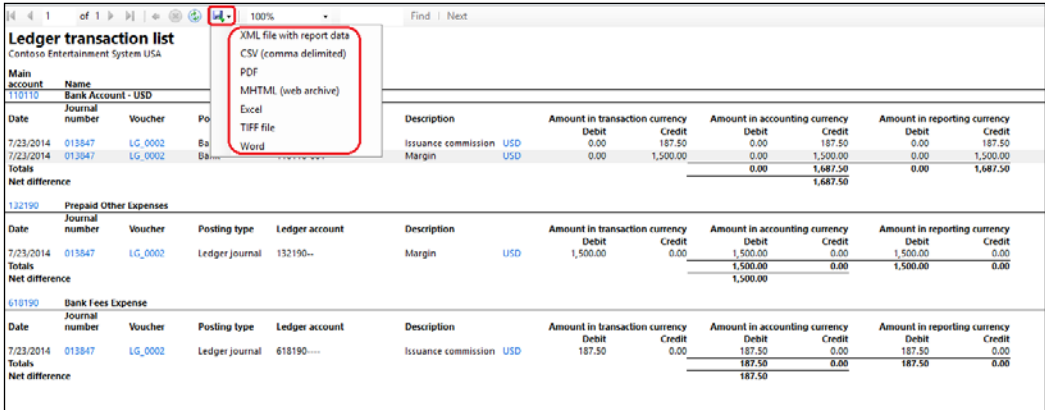 1 of 1 100% Find | Next
XML file with report data
CSV (comma delimited)
PDF
MHTML (web archive)
Excel
TIFF file
Word
Ledger transaction list
Contoso Entertainment System USA
Main
account Name
110110 Bank Account - USD
Journal
Date number Voucher Po Description Amount in transaction currency Amount in accounting currency Amount in reporting currency
Debit Credit Debit Credit Debit Credit
7/23/2014 013847 LG_0002 Ba Issuance commission USD 0.00 187.50 0.00 187.50 0.00 187.50
7/23/2014 013847 LG_0002 Margin USD 0.00 1,500.00 0.00 1,500.00 0.00 1,500.00
Totals 0.00 1,687.50 0.00 1,687.50
Net difference 1,687.50
132190 Prepaid Other Expenses
Journal
Date number Voucher Posting type Ledger account Description Amount in transaction currency Amount in accounting currency Amount in reporting currency
Debit Credit Debit Credit Debit Credit
7/23/2014 013847 LG_0002 Ledger journal 132190-- Margin USD 1,500.00 0.00 1,500.00 0.00 1,500.00 0.00
Totals 1,500.00 0.00 1,500.00 0.00
Net difference 1,500.00
618190 Bank Fees Expense
Journal
Date number Voucher Posting type Ledger account Description Amount in transaction currency Amount in accounting currency Amount in reporting currency
Debit Credit Debit Credit Debit Credit
7/23/2014 013847 LG_0002 Ledger journal 618190---- Issuance commission USD 187.50 0.00 187.50 0.00 187.50 0.00
Totals 187.50 0.00 187.50 0.00
Net difference 187.50